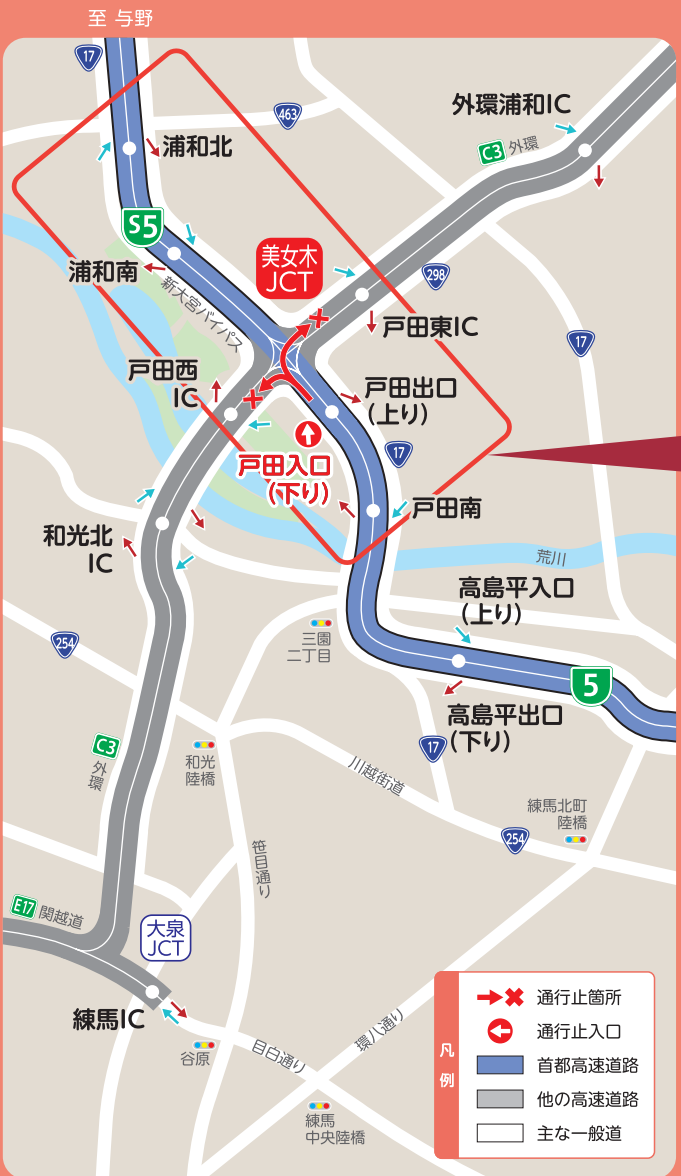 至 与野
17
463
外環浦和IC
C3 外環
浦和北
S5
美女木
JCT
浦和南
新大宮バイパス
298
戸田東IC
17
戸田西
IC
戸田出口
(上り)
17
戸田入口
(下り)
戸田南
和光北
IC
荒川
高島平入口
(上り)
三園
二丁目
254
5
高島平出口
(下り)
17
C3
外環
和光
陸橋
川越街道
練馬北町
陸橋
254
笹目通り
E17 関越道
大泉
JCT
練馬IC
谷原
目白通り
環八通り
練馬
中央陸橋
凡例
通行止箇所
通行止入口
首都高速道路
他の高速道路
主な一般道